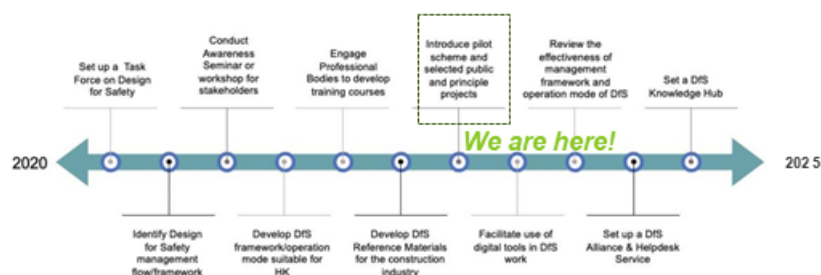 Set up a Task
Force on Design
for Safety
Conduct
Awareness
Seminar or
workshop for
stakeholders
Engage
Professional
Bodies to develop
training courses
Introduce pilot
scheme and
selected public
and principle
projects
Review the
effectiveness of
management
framework and
operation mode of DfS
Set a DfS
Knowledge Hub
We are here!
2020
2025
Identify Design
for Safety
management
flow/framework
Develop DfS
framework/operation
mode suitable for
HK
Develop DfS
Reference Materials
for the construction
industry
Facilitate use of
digital tools in DfS
work
Set up a DfS
Alliance & Helpdesk
Service